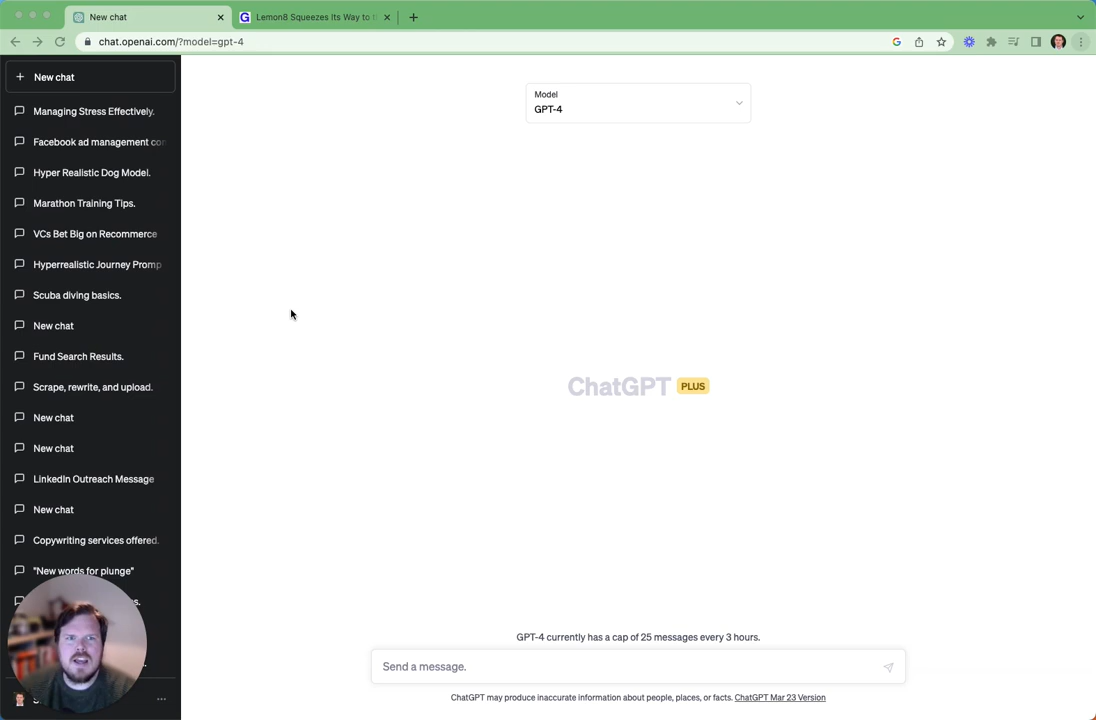 New chat
Lemon8 Squeezes Its Way to t
chat.openai.com/?model=gpt-4
New chat
Managing Stress Effectively.
Facebook ad management con
Hyper Realistic Dog Model.
Marathon Training Tips.
VCs Bet Big on Recommerce
Hyperrealistic Journey Promp
Scuba diving basics.
New chat
Fund Search Results.
Scrape, rewrite, and upload.
New chat
New chat
LinkedIn Outreach Message
New chat
Copywriting services offered.
"New words for plunge"
Model
GPT-4
ChatGPT PLUS
GPT-4 currently has a cap of 25 messages every 3 hours.
Send a message.
ChatGPT may produce inaccurate information about people, places, or facts. ChatGPT Mar 23 Version